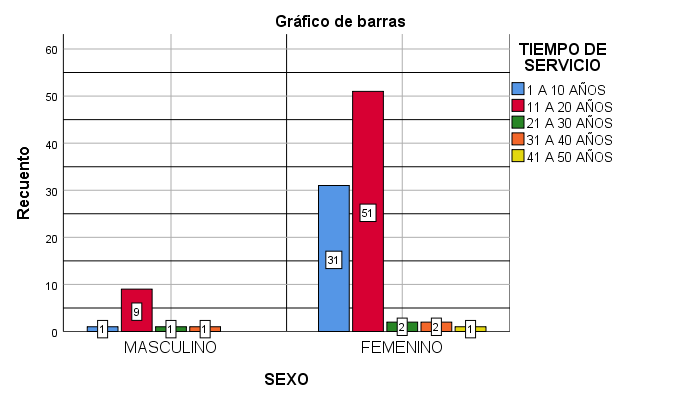 Gráfico de barras
TIEMPO DE
SERVICIO
1 A 10 AÑOS
11 A 20 AÑOS
21 A 30 AÑOS
31 A 40 AÑOS
41 A 50 AÑOS
Recuento
60
50
40
30
20
10
0
1
9
1
1
31
51
2
2
1
MASCULINO
FEMENINO
SEXO